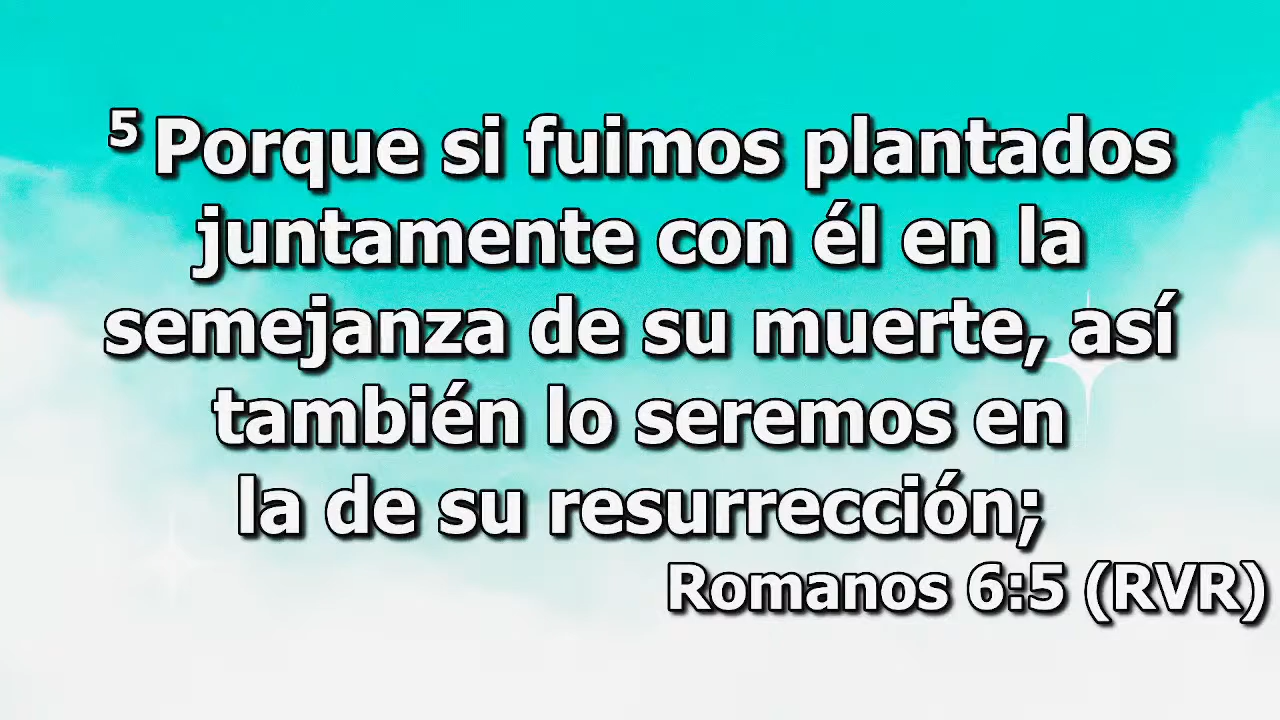 5 Porque si fuimos plantados
juntamente con él en la
semejanza de su muerte, así
también lo seremos en
la de su resurrección;
Romanos 6:5 (RVR)